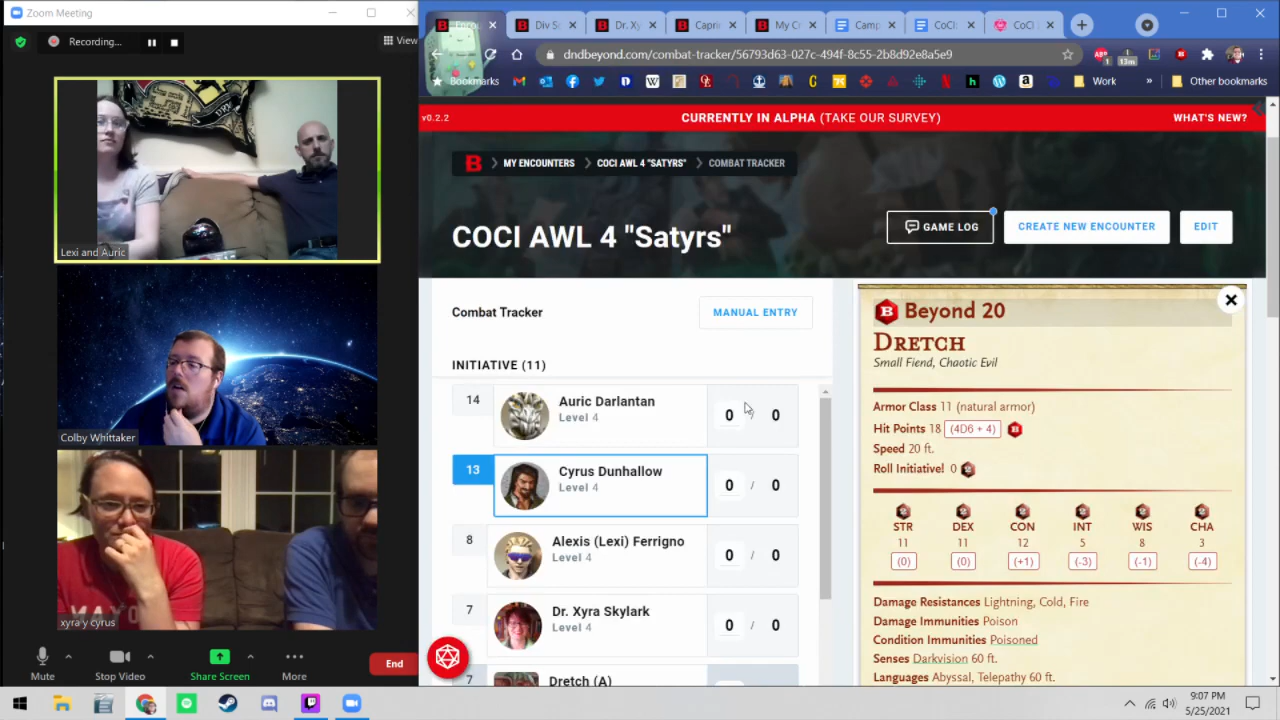 Zoom Meeting
Recording...
View
Lexi and Auric
Colby Whittaker
xyra y cyrus
Mute
Stop Video
Share Screen
More
End
Div S
Dr. Xy
Capri
My C
Camp
CoCI
CoCI
dndbeyond.com/combat-tracker/56793d63-027c-494f-8c55-2b8d92e8a5e9
Bookmarks
Work
»
Other bookmarks
v0.2.2
CURRENTLY IN ALPHA (TAKE OUR SURVEY)
WHAT'S NEW?
MY ENCOUNTERS
COCI AWL 4 "SATYRS"
COMBAT TRACKER
COCI AWL 4 "Satyrs"
GAME LOG
CREATE NEW ENCOUNTER
EDIT
Combat Tracker
MANUAL ENTRY
INITIATIVE (11)
14
Auric Darlantan
Level 4
0 / 0
13
Cyrus Dunhallow
Level 4
0 / 0
8
Alexis (Lexi) Ferrigno
Level 4
0 / 0
7
Dr. Xyra Skylark
Level 4
0 / 0
7
Dretch (A)
Beyond 20
DRETCH
Small Fiend, Chaotic Evil
Armor Class 11 (natural armor)
Hit Points 18 (4D6 + 4)
Speed 20 ft.
Roll Initiative! 0
STR DEX CON INT WIS CHA
11 11 12 5 8 3
(0) (0) (+1) (-3) (-1) (-4)
Damage Resistances Lightning, Cold, Fire
Damage Immunities Poison
Condition Immunities Poisoned
Senses Darkvision 60 ft.
Languages Abyssal, Telepathy 60 ft.
9:07 PM
5/25/2021